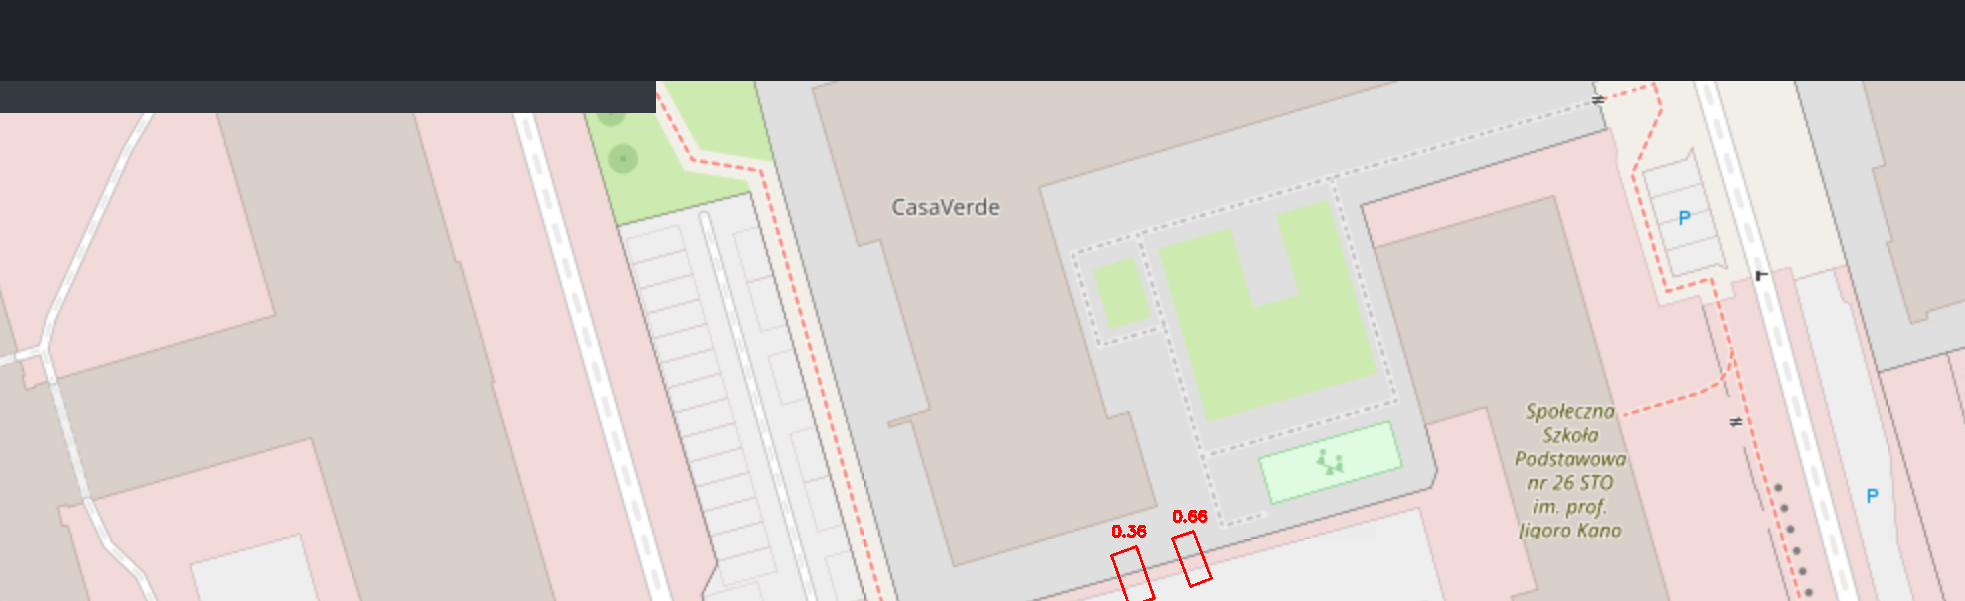 CasaVerde
P
Społeczna
Szkoła
Podstawowa
nr 26 STO
im. prof.
Jigoro Kano
P
0.36
0.66